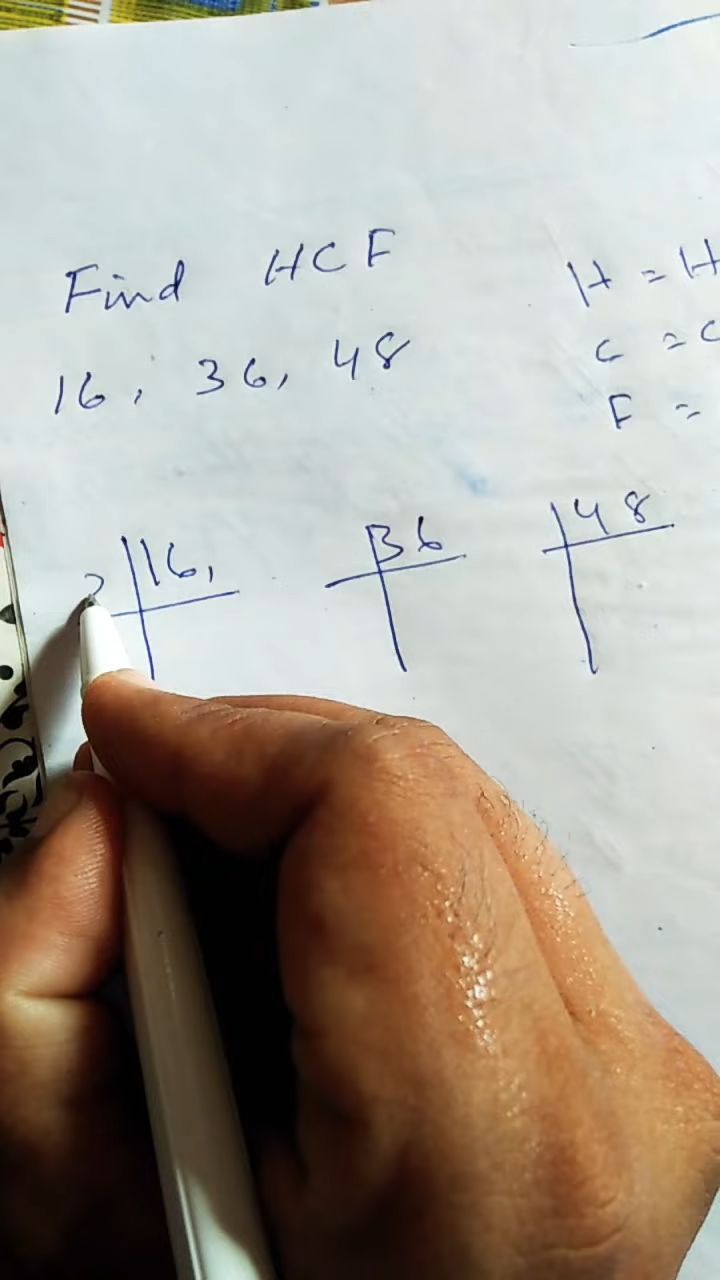 Find HCF
16, 36, 48
H = H
C = C
F =
2 16, 36 48